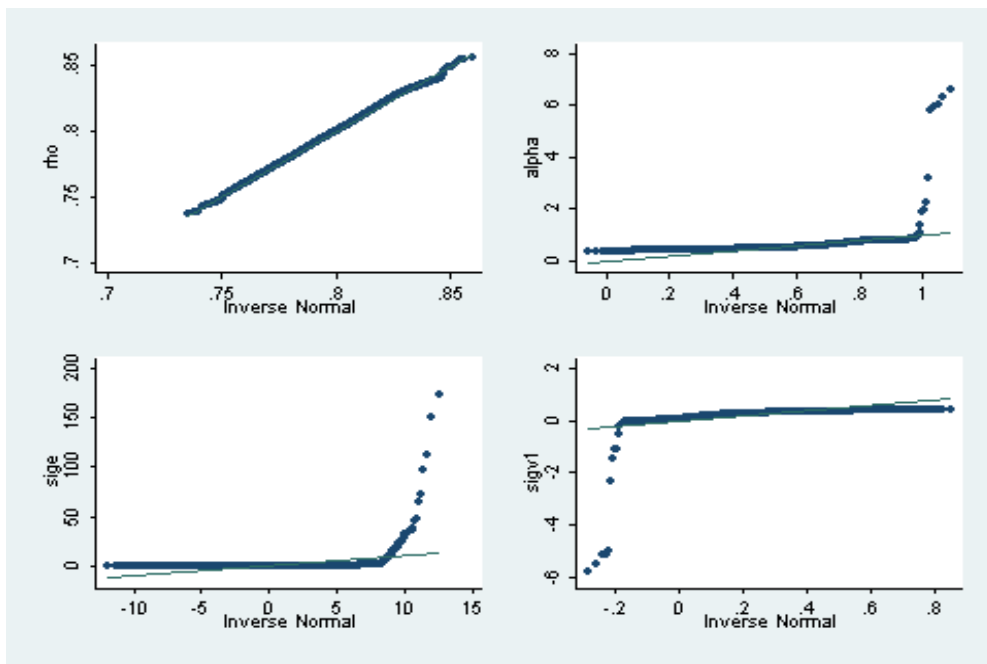 rho
.85
.8
.75
.7
.7 .75 .8 .85
Inverse Normal
alpha
8
6
4
2
0
0 .2 .4 .6 .8 1
Inverse Normal
sige
200
150
100
50
0
-10 -5 0 5 10 15
Inverse Normal
sigv1
2
0
-2
-4
-6
-.2 0 .2 .4 .6 .8
Inverse Normal